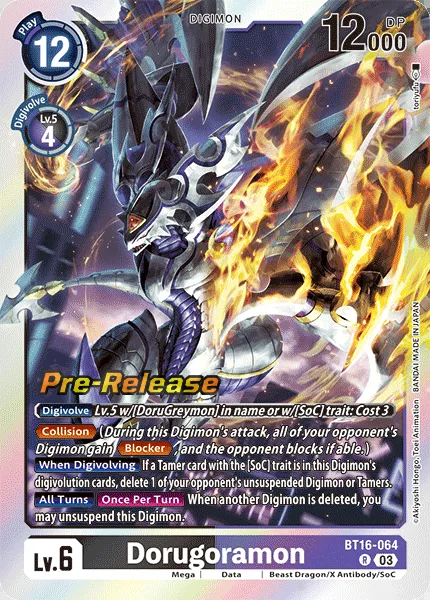 Play
12
DIGIMON
12000
DP
Digivolve
Lv.5
4
toriyufu
Pre-Release
Digivolve Lv.5 w/[DoruGreymon] in name or w/[SoC] trait: Cost 3
Collision (During this Digimon's attack, all of your opponent's
Digimon gain Blocker, and the opponent blocks if able.)
When Digivolving If a Tamer card with the [SoC] trait is in this Digimon's
digivolution cards, delete 1 of your opponent's unsuspended Digimon or Tamers.
All Turns Once Per Turn When another Digimon is deleted, you
may unsuspend this Digimon.
©Akiyoshi Hongo, Toei Animation BANDAI MADE IN JAPAN
Lv.6
Dorugoramon
BT16-064
R 03
Mega | Data | Beast Dragon/X Antibody/SoC